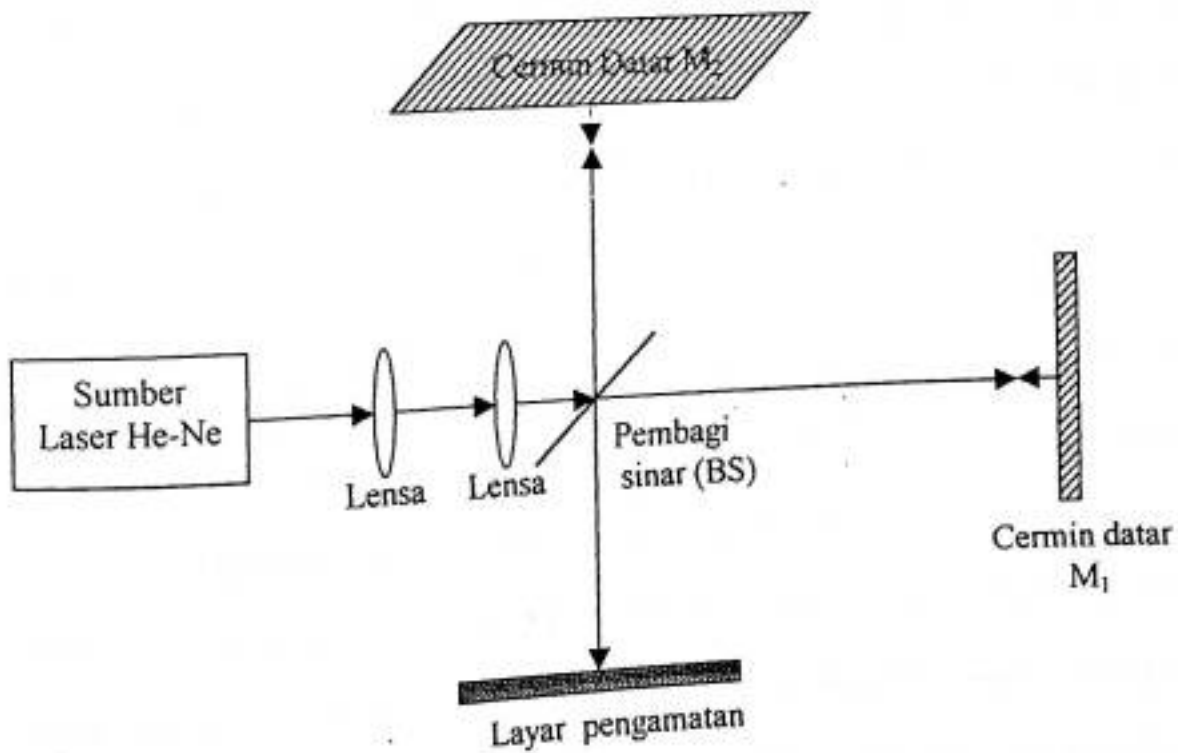 Cermin Datar M₂
Sumber
Laser He-Ne
Lensa
Lensa
Pembagi
sinar (BS)
Cermin datar
M₁
Layar pengamatan